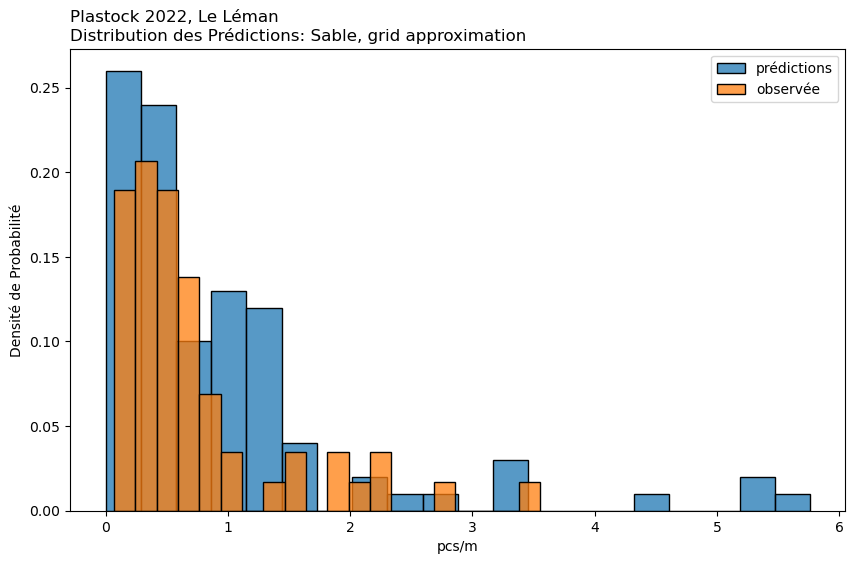 Plastock 2022, Le Léman
Distribution des Prédictions: Sable, grid approximation
prédictions
observée
Densité de Probabilité
0.25
0.20
0.15
0.10
0.05
0.00
0 1 2 3 4 5 6
pcs/m